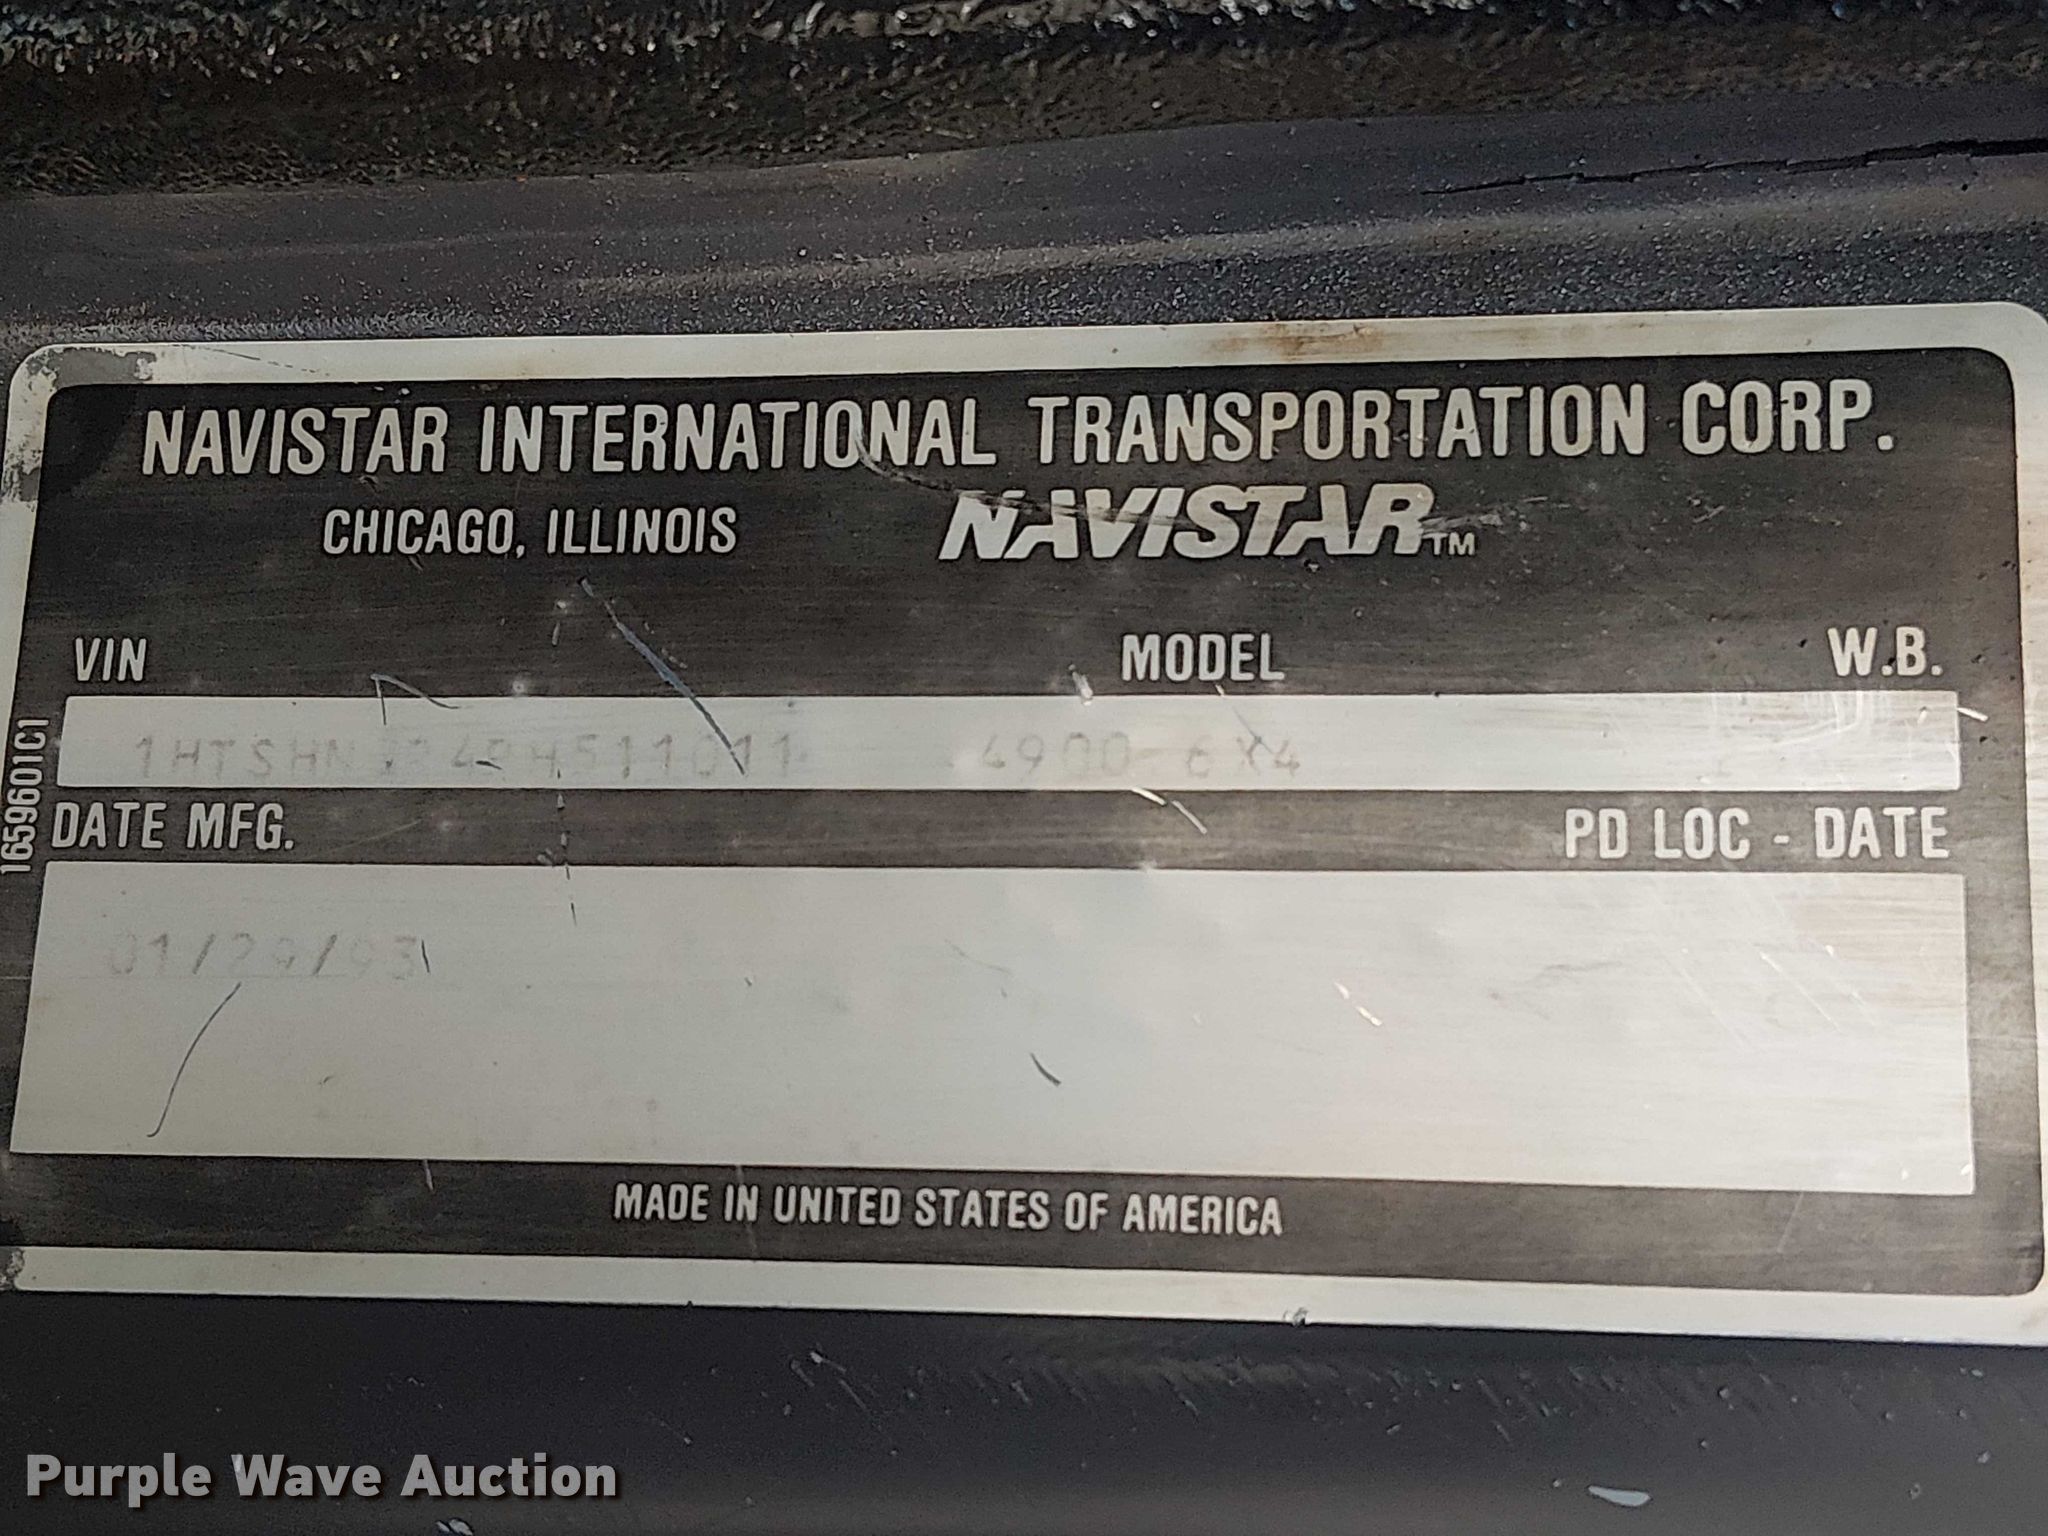 NAVISTAR INTERNATIONAL TRANSPORTATION CORP.
CHICAGO, ILLINOIS NAVISTAR™
VIN MODEL W.B.
4900 6X4
1659601C1
DATE MFG. PD LOC - DATE
MADE IN UNITED STATES OF AMERICA
Purple Wave Auction